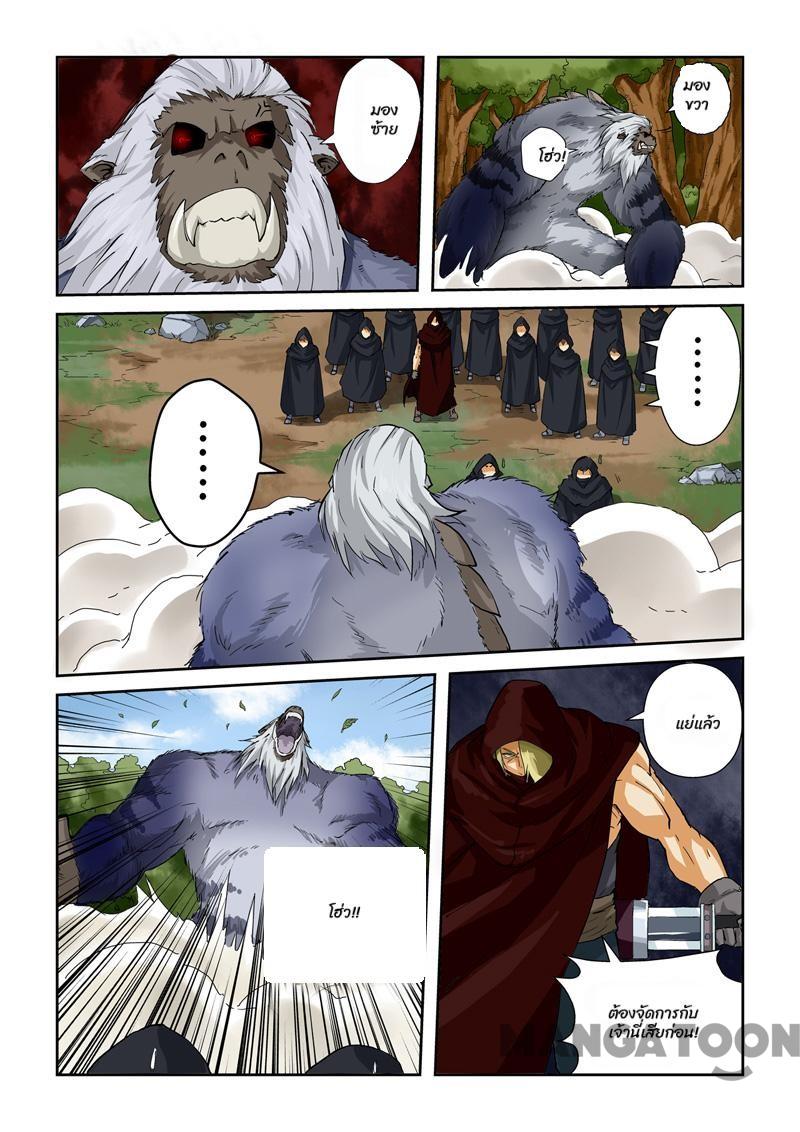 มอง
ซ้าย
มอง
ขวา
โฮ่ว!
......
......
โฮ่ว!!
แย่แล้ว
ต้องจัดการกับ
เจ้านี่เสียก่อน!
MANGATOON